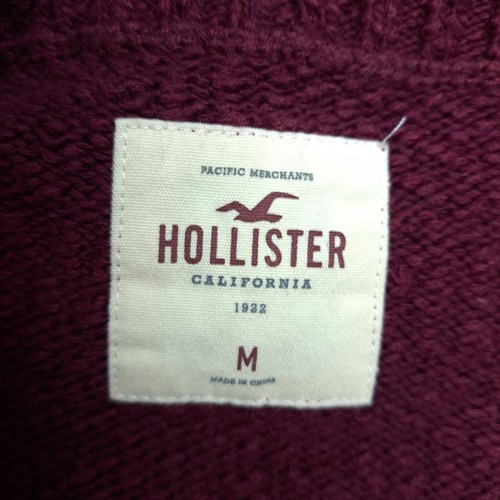 PACIFIC MERCHANTS
HOLLISTER
CALIFORNIA
1922
M
MADE IN CHINA